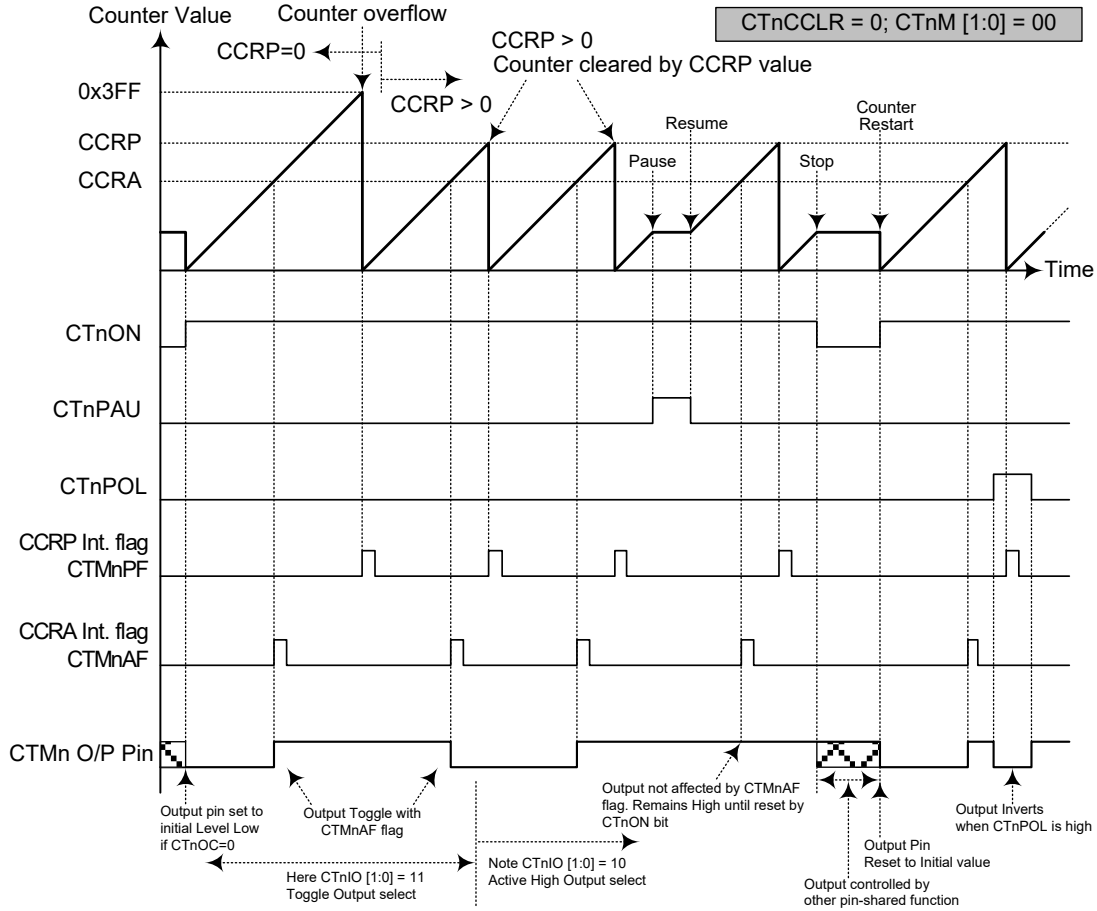 Counter Value
Counter overflow
CTnCCLR = 0; CTnM [1:0] = 00
CCRP=0
CCRP > 0
CCRP > 0
Counter cleared by CCRP value
0x3FF
CCRP
CCRA
Pause
Resume
Stop
Counter
Restart
Time
CTnON
CTnPAU
CTnPOL
CCRP Int. flag
CTMnPF
CCRA Int. flag
CTMnAF
CTMn O/P Pin
Output pin set to
initial Level Low
if CTnOC=0
Output Toggle with
CTMnAF flag
Here CTnIO [1:0] = 11
Toggle Output select
Note CTnIO [1:0] = 10
Active High Output select
Output not affected by CTMnAF
flag. Remains High until reset by
CTnON bit
Output controlled by
other pin-shared function
Output Pin
Reset to Initial value
Output Inverts
when CTnPOL is high